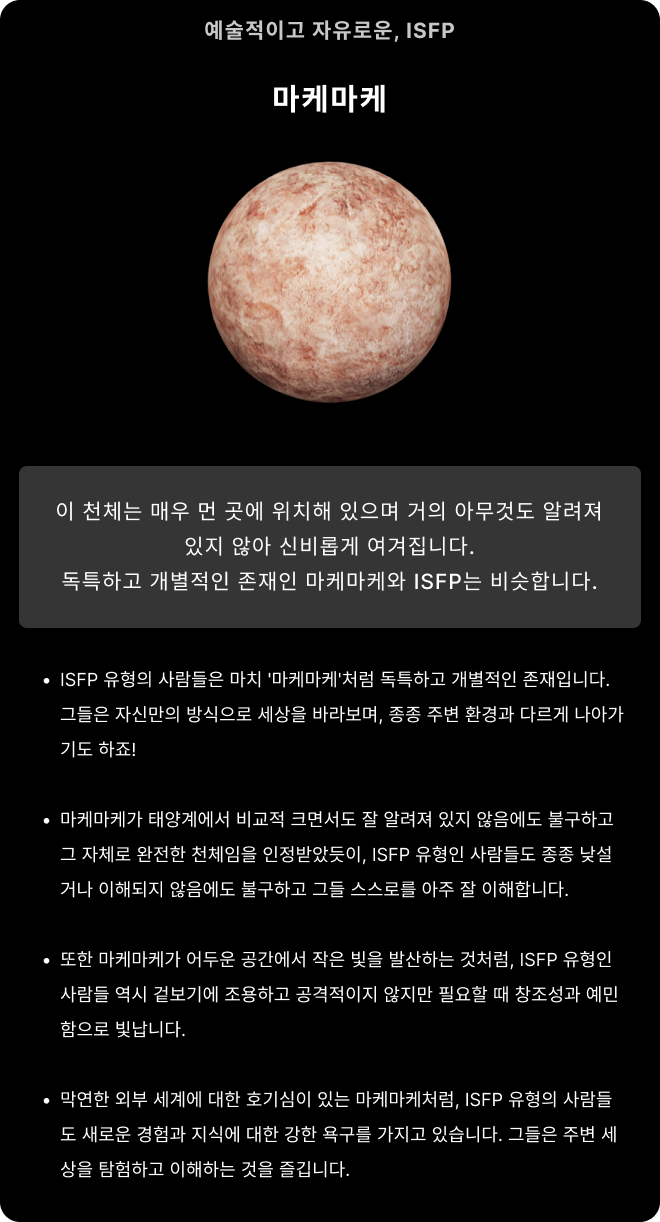 예술적이고 자유로운, ISFP
마케마케
이 천체는 매우 먼 곳에 위치해 있으며 거의 아무것도 알려져
있지 않아 신비롭게 여겨집니다.
독특하고 개별적인 존재인 마케마케와 ISFP는 비슷합니다.
• ISFP 유형의 사람들은 마치 '마케마케'처럼 독특하고 개별적인 존재입니다.
그들은 자신만의 방식으로 세상을 바라보며, 종종 주변 환경과 다르게 나아가
기도 하죠!
• 마케마케가 태양계에서 비교적 크면서도 잘 알려져 있지 않음에도 불구하고
그 자체로 완전한 천체임을 인정받았듯이, ISFP 유형인 사람들도 종종 낯설
거나 이해되지 않음에도 불구하고 그들 스스로를 아주 잘 이해합니다.
• 또한 마케마케가 어두운 공간에서 작은 빛을 발산하는 것처럼, ISFP 유형인
사람들 역시 겉보기에 조용하고 공격적이지 않지만 필요할 때 창조성과 예민
함으로 빛납니다.
• 막연한 외부 세계에 대한 호기심이 있는 마케마케처럼, ISFP 유형의 사람들
도 새로운 경험과 지식에 대한 강한 욕구를 가지고 있습니다. 그들은 주변 세
상을 탐험하고 이해하는 것을 즐깁니다.